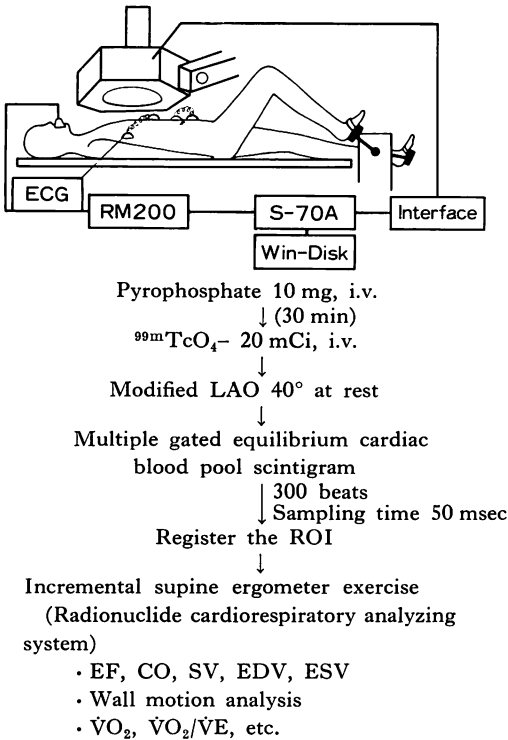 ECG
RM200
S-70A
Interface
Win-Disk
Pyrophosphate 10 mg, i.v.
↓ (30 min)
⁹⁹ᵐTcO₄− 20 mCi, i.v.
↓
Modified LAO 40° at rest
↓
Multiple gated equilibrium cardiac
blood pool scintigram
300 beats
↓ Sampling time 50 msec
Register the ROI
↓
Incremental supine ergometer exercise
(Radionuclide cardiorespiratory analyzing
system)
· EF, CO, SV, EDV, ESV
· Wall motion analysis
· V̇O₂, V̇O₂/V̇E, etc.